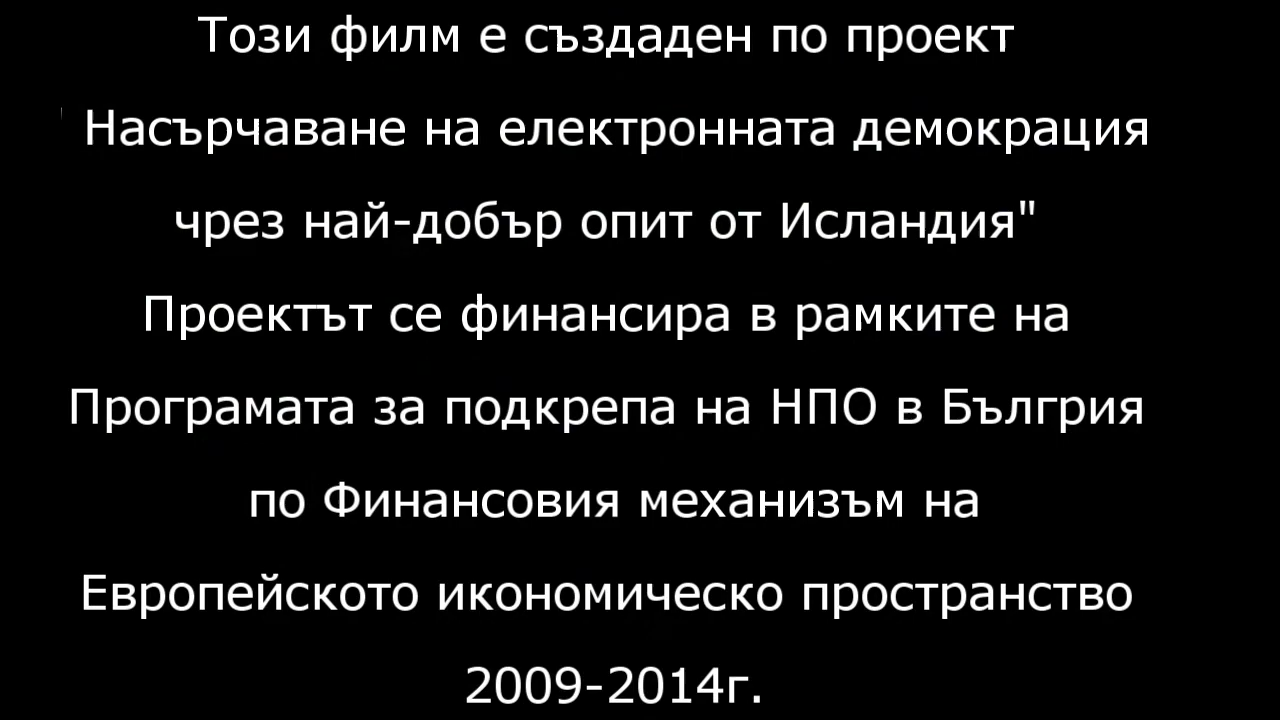 Този филм е създаден по проект
Насърчаване на електронната демокрация
чрез най-добър опит от Исландия"
Проектът се финансира в рамките на
Програмата за подкрепа на НПО в Бългрия
по Финансовия механизъм на
Европейското икономическо пространство
2009-2014г.